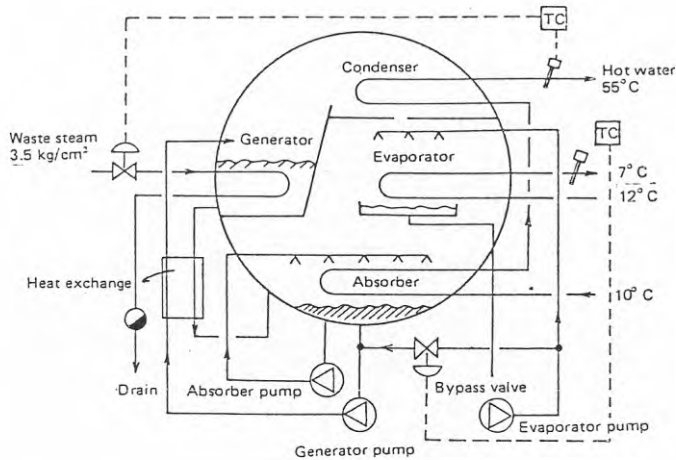 TC
Condenser
Hot water
55°C
Waste steam
3.5 kg/cm²
Generator
TC
Evaporator
7°C
12°C
Heat exchange
Absorber
10°C
Drain
Absorber pump
Bypass valve
Evaporator pump
Generator pump